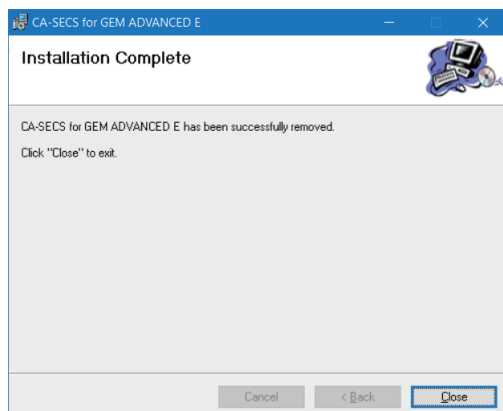 CA-SECS for GEM ADVANCED E
Installation Complete
CA-SECS for GEM ADVANCED E has been successfully removed.
Click "Close" to exit.
Cancel
< Back
Close